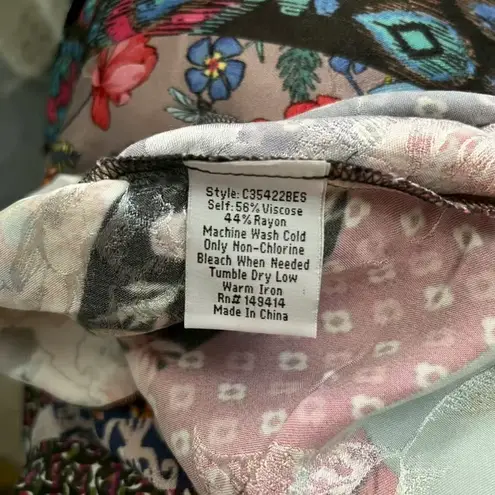 Style: C35422BES
Self: 56% Viscose
44% Rayon
Machine Wash Cold
Only Non-Chlorine
Bleach When Needed
Tumble Dry Low
Warm Iron
Rn# 149414
Made In China